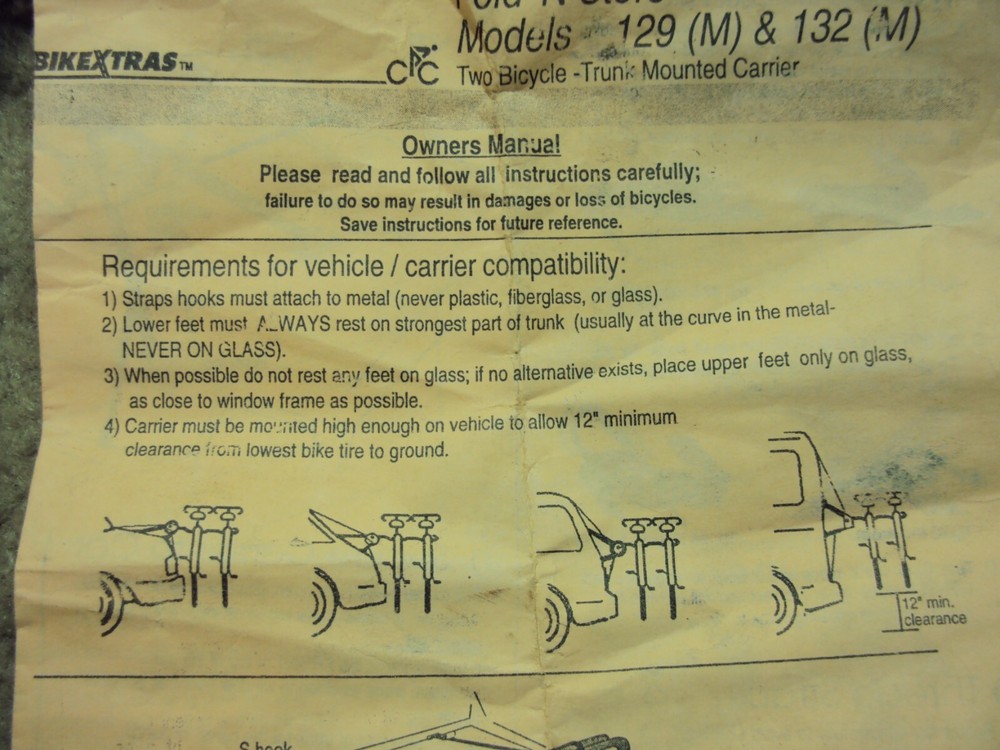 Fold 'N Store
BIKEXTRAS™
CPC
Models 129 (M) & 132 (M)
Two Bicycle -Trunk Mounted Carrier
Owners Manual
Please read and follow all instructions carefully;
failure to do so may result in damages or loss of bicycles.
Save instructions for future reference.
Requirements for vehicle / carrier compatibility:
1) Straps hooks must attach to metal (never plastic, fiberglass, or glass).
2) Lower feet must ALWAYS rest on strongest part of trunk (usually at the curve in the metal-
NEVER ON GLASS).
3) When possible do not rest any feet on glass; if no alternative exists, place upper feet only on glass,
as close to window frame as possible.
4) Carrier must be mounted high enough on vehicle to allow 12" minimum
clearance from lowest bike tire to ground.
12" min.
clearance
S hook